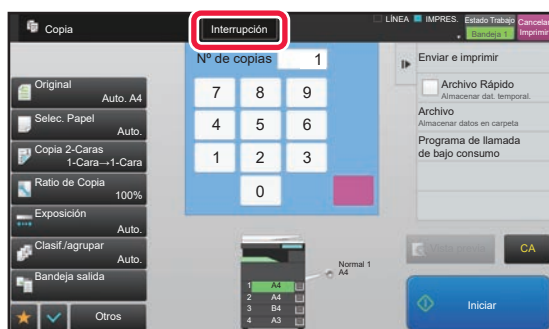 Copia
Interrupción
LÍNEA
IMPRES.
Estado Trabajo
Bandeja 1
Cancelar
Imprimir
Nº de copias 1
7 8 9
4 5 6
1 2 3
0
Original
Auto. A4
Selec. Papel
Auto.
Copia 2-Caras
1-Cara→1-Cara
Ratio de Copia
100%
Exposición
Auto.
Clasif./agrupar
Auto.
Bandeja salida
Otros
Enviar e imprimir
Archivo Rápido
Almacenar dat. temporal.
Archivo
Almacenar datos en carpeta
Programa de llamada
de bajo consumo
Normal 1
A4
1 A4
2 A4
3 B4
4 A3
CA
Iniciar